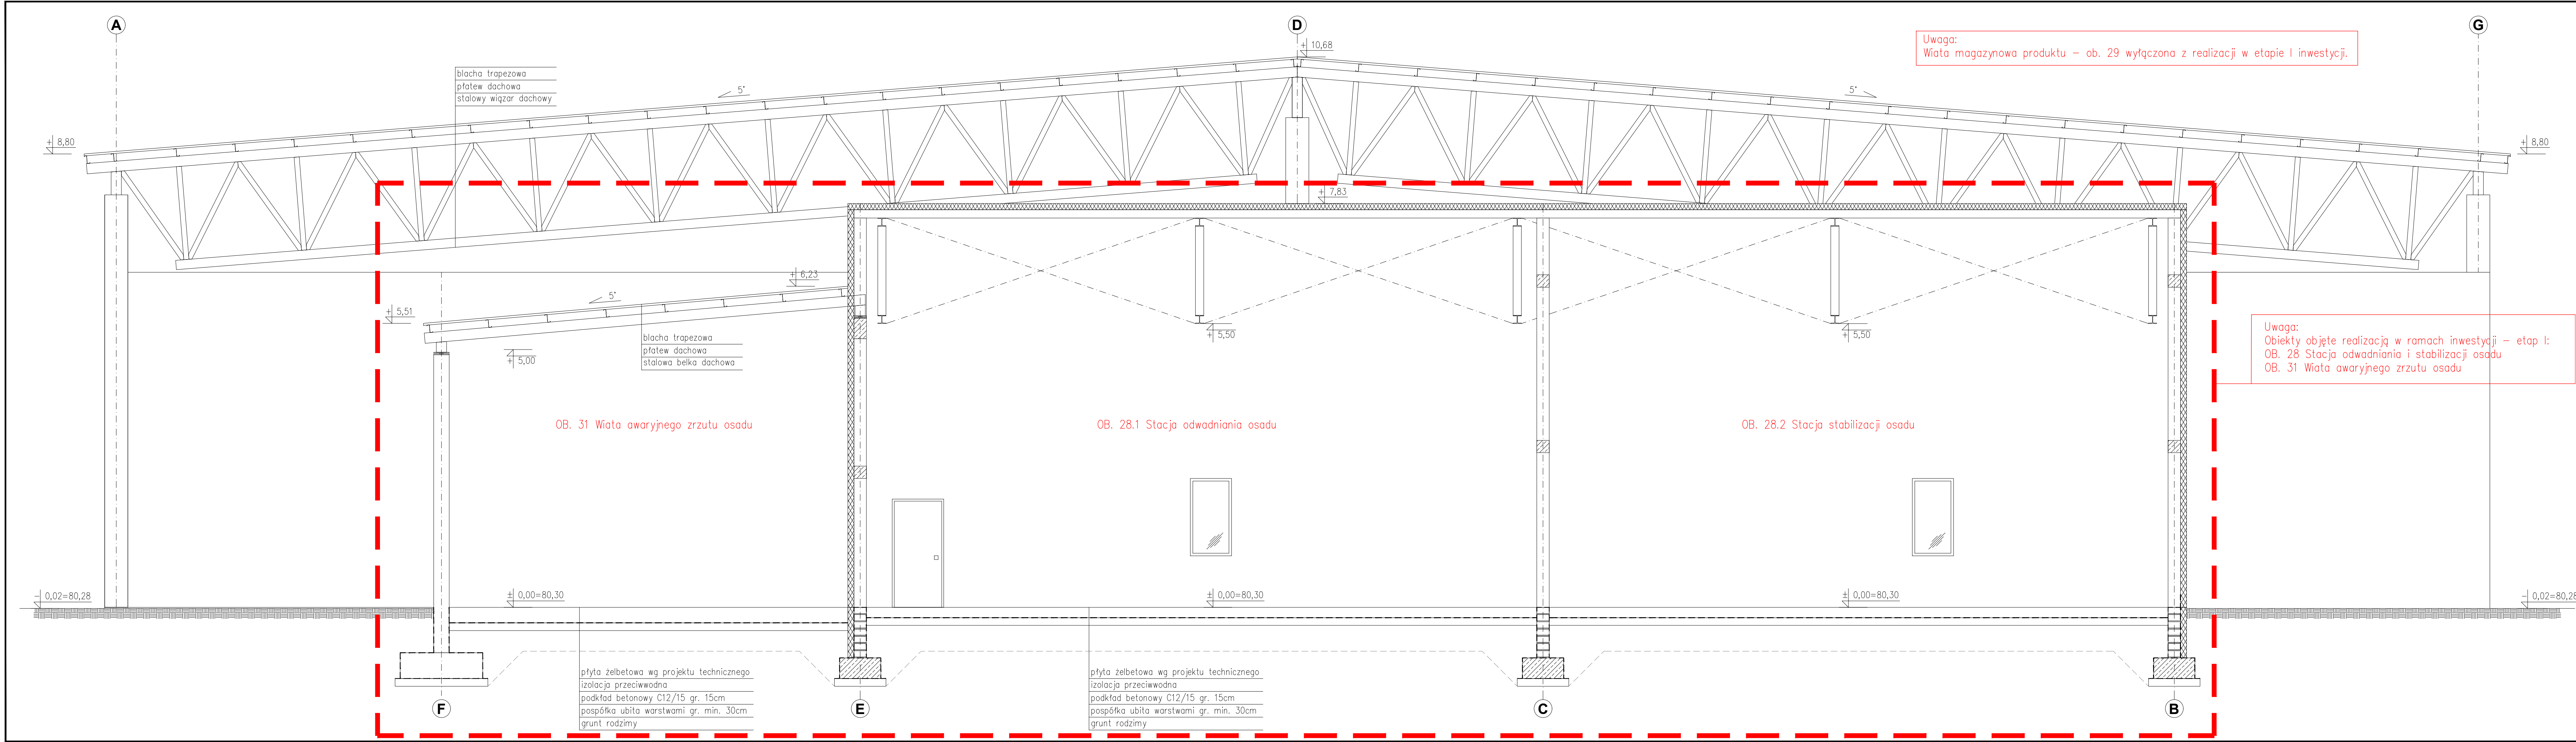 A
D
G
+ 10,68
Uwaga:
Wiata magazynowa produktu – ob. 29 wyłączona z realizacji w etapie I inwestycji.
blacha trapezowa
płatew dachowa
stalowy wiązar dachowy
5°
5°
+ 8,80
+ 8,80
+ 7,83
+ 6,23
5°
+ 5,51
blacha trapezowa
płatew dachowa
stalowa belka dachowa
+ 5,00
+ 5,50
+ 5,50
Uwaga:
Obiekty objęte realizacją w ramach inwestycji – etap I:
OB. 28 Stacja odwadniania i stabilizacji osadu
OB. 31 Wiata awaryjnego zrzutu osadu
OB. 31 Wiata awaryjnego zrzutu osadu
OB. 28.1 Stacja odwadniania osadu
OB. 28.2 Stacja stabilizacji osadu
– 0,02=80,28
± 0,00=80,30
± 0,00=80,30
± 0,00=80,30
– 0,02=80,28
płyta żelbetowa wg projektu technicznego
izolacja przeciwwodna
podkład betonowy C12/15 gr. 15cm
pospółka ubita warstwami gr. min. 30cm
grunt rodzimy
płyta żelbetowa wg projektu technicznego
izolacja przeciwwodna
podkład betonowy C12/15 gr. 15cm
pospółka ubita warstwami gr. min. 30cm
grunt rodzimy
F
E
C
B